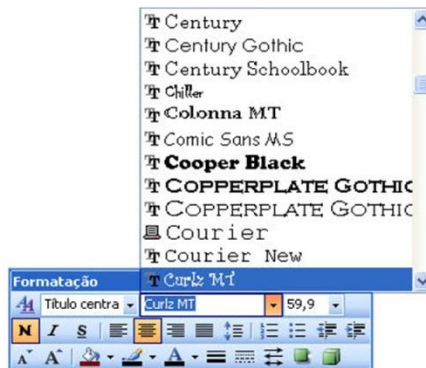 Century
Century Gothic
Century Schoolbook
Chiller
Colonna MT
Comic Sans MS
Cooper Black
COPPERPLATE GOTHIC
COPPERPLATE GOTHIC
Courier
Courier New
Curlz MT
Formatação
Título centra Curlz MT 59,9
N I S
A A A